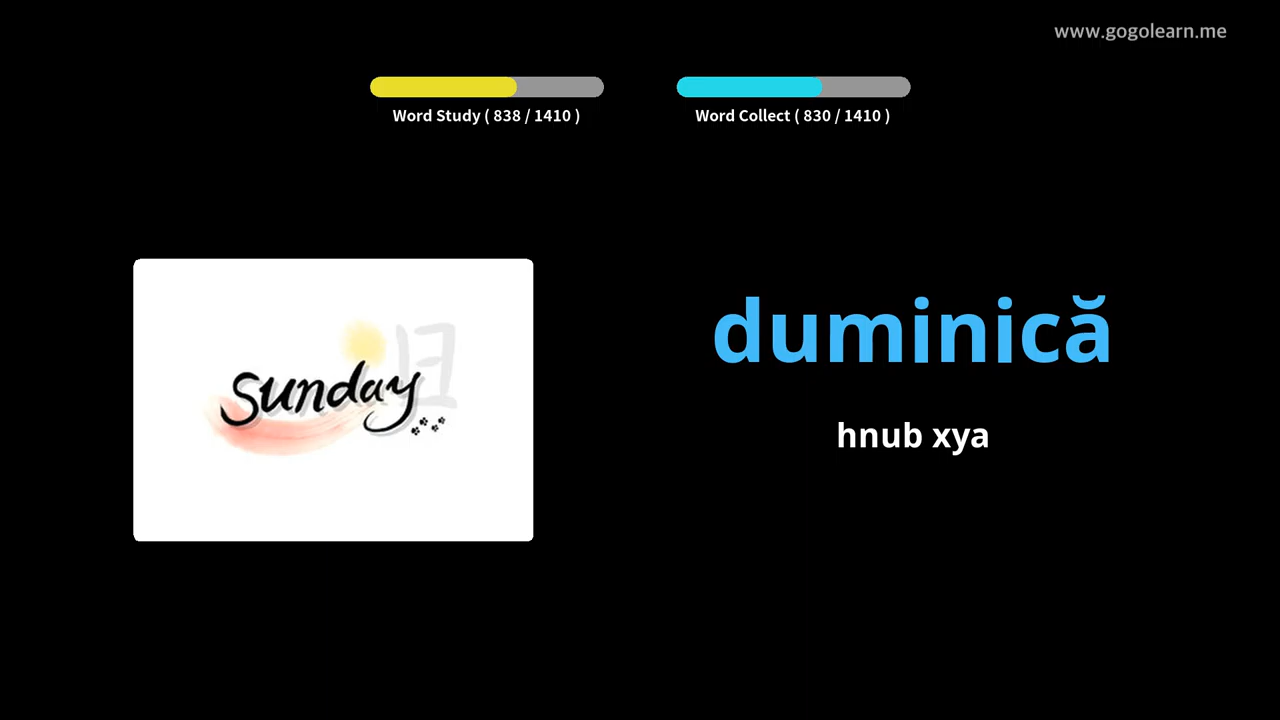 www.gogolearn.me
Word Study ( 838 / 1410 )
Word Collect ( 830 / 1410 )
Sunday
duminică
hnub xya